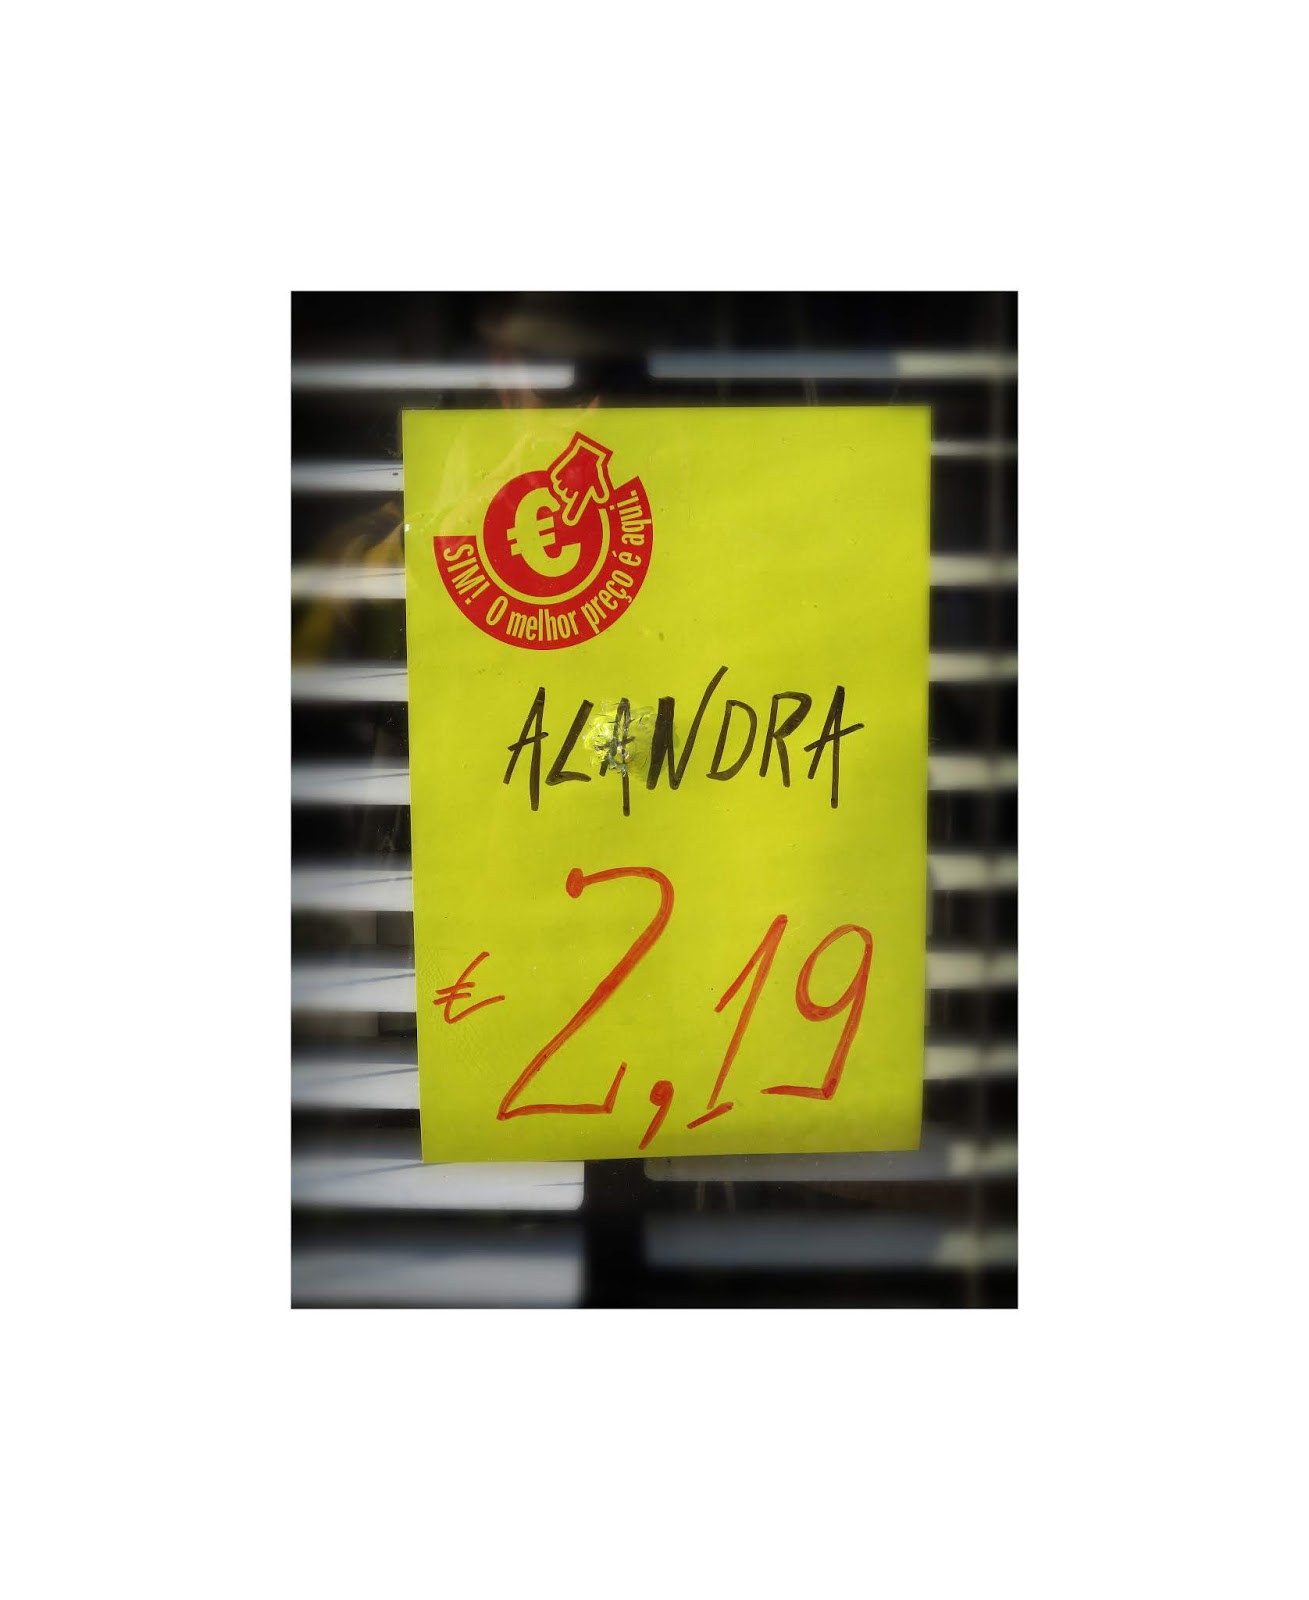 €
SIM! O melhor preço é aqui.
ALANDRA
€ 2,19